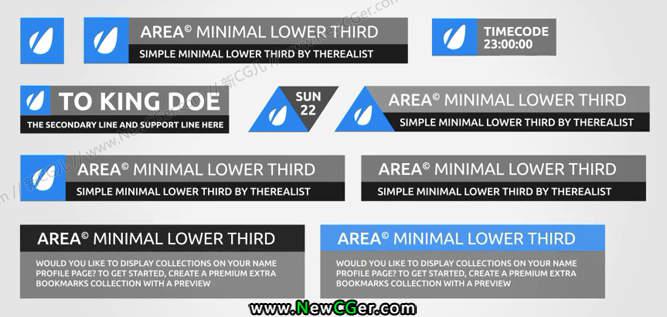 AREA© MINIMAL LOWER THIRD
SIMPLE MINIMAL LOWER THIRD BY THEREALIST
TIMECODE
23:00:00
TO KING DOE
THE SECONDARY LINE AND SUPPORT LINE HERE
SUN
22
AREA© MINIMAL LOWER THIRD
SIMPLE MINIMAL LOWER THIRD BY THEREALIST
AREA© MINIMAL LOWER THIRD
SIMPLE MINIMAL LOWER THIRD BY THEREALIST
AREA© MINIMAL LOWER THIRD
SIMPLE MINIMAL LOWER THIRD BY THEREALIST
AREA© MINIMAL LOWER THIRD
WOULD YOU LIKE TO DISPLAY COLLECTIONS ON YOUR NAME
PROFILE PAGE? TO GET STARTED, CREATE A PREMIUM EXTRA
BOOKMARKS COLLECTION WITH A PREVIEW
AREA© MINIMAL LOWER THIRD
WOULD YOU LIKE TO DISPLAY COLLECTIONS ON YOUR NAME
PROFILE PAGE? TO GET STARTED, CREATE A PREMIUM EXTRA
BOOKMARKS COLLECTION WITH A PREVIEW
www.NewCGer.com